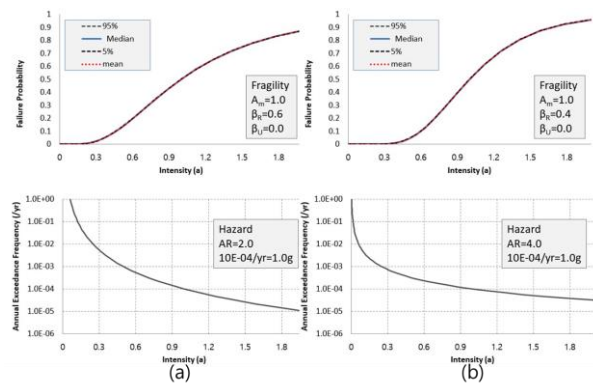 1
0.9
0.8
0.7
0.6
0.5
0.4
0.3
0.2
0.1
0
Failure Probability
95%
Median
5%
mean
Fragility
Am=1.0
βR=0.6
βU=0.0
0 0.3 0.6 0.9 1.2 1.5 1.8
Intensity (a)
1
0.9
0.8
0.7
0.6
0.5
0.4
0.3
0.2
0.1
0
Failure Probability
95%
Median
5%
mean
Fragility
Am=1.0
βR=0.4
βU=0.0
0 0.3 0.6 0.9 1.2 1.5 1.8
Intensity (a)
1.0E+00
1.0E-01
1.0E-02
1.0E-03
1.0E-04
1.0E-05
1.0E-06
Annual Exceedance Frequency (/yr)
Hazard
AR=2.0
10E-04/yr=1.0g
0 0.3 0.6 0.9 1.2 1.5 1.8
Intensity (a)
(a)
1.0E+00
1.0E-01
1.0E-02
1.0E-03
1.0E-04
1.0E-05
1.0E-06
Annual Exceedance Frequency (/yr)
Hazard
AR=4.0
10E-04/yr=1.0g
0 0.3 0.6 0.9 1.2 1.5 1.8
Intensity (a)
(b)